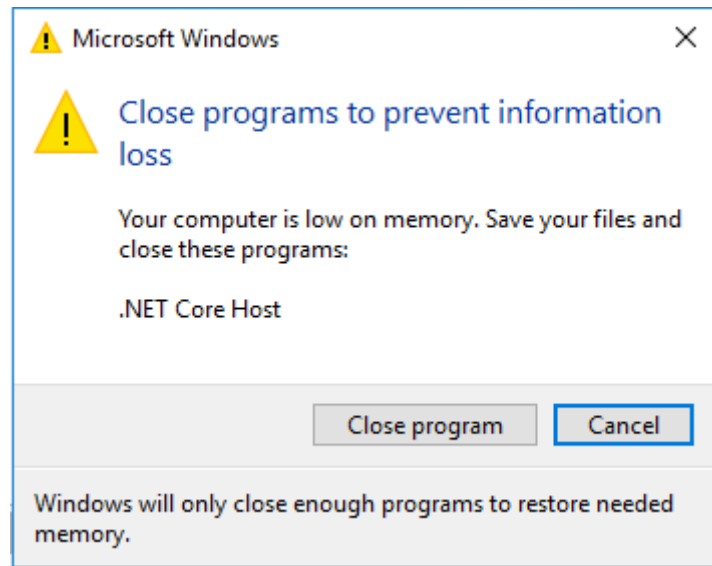 Microsoft Windows
Close programs to prevent information
loss
Your computer is low on memory. Save your files and
close these programs:
.NET Core Host
Close program
Cancel
Windows will only close enough programs to restore needed
memory.